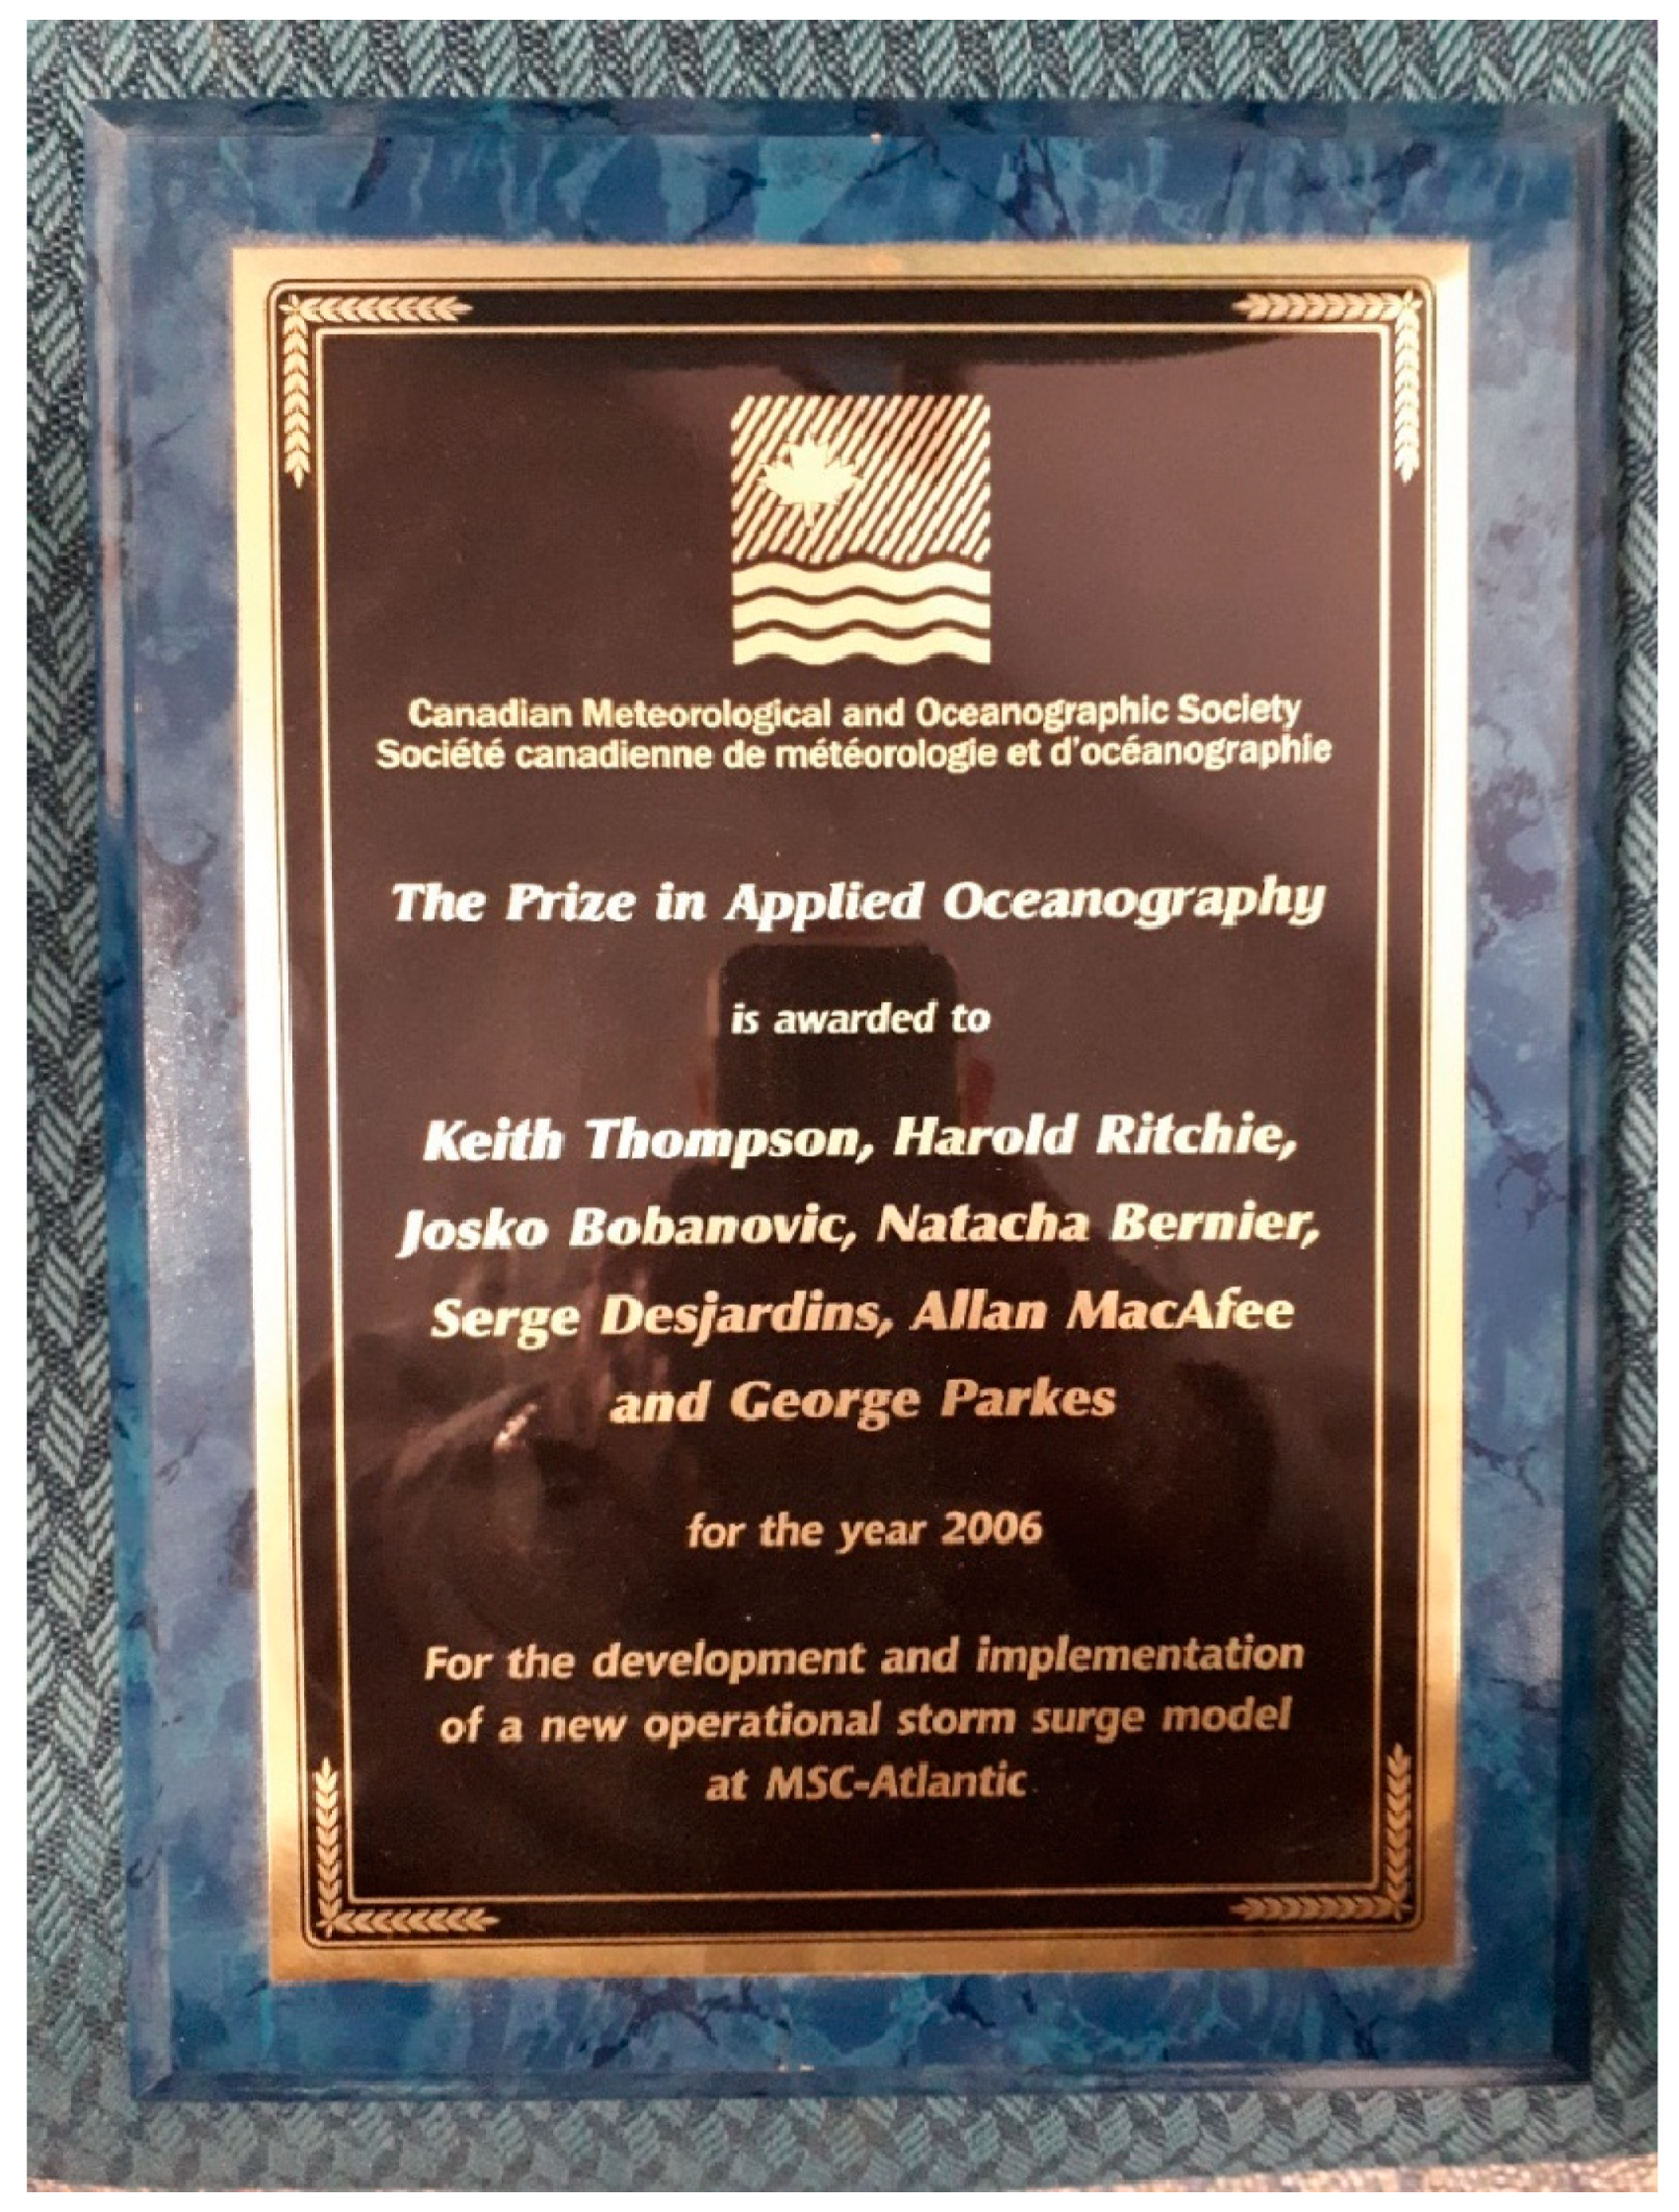 Canadian Meteorological and Oceanographic Society
Société canadienne de météorologie et d'océanographie
The Prize in Applied Oceanography
is awarded to
Keith Thompson, Harold Ritchie,
Josko Bobanovic, Natacha Bernier,
Serge Desjardins, Allan MacAfee
and George Parkes
for the year 2006
For the development and implementation
of a new operational storm surge model
at MSC-Atlantic